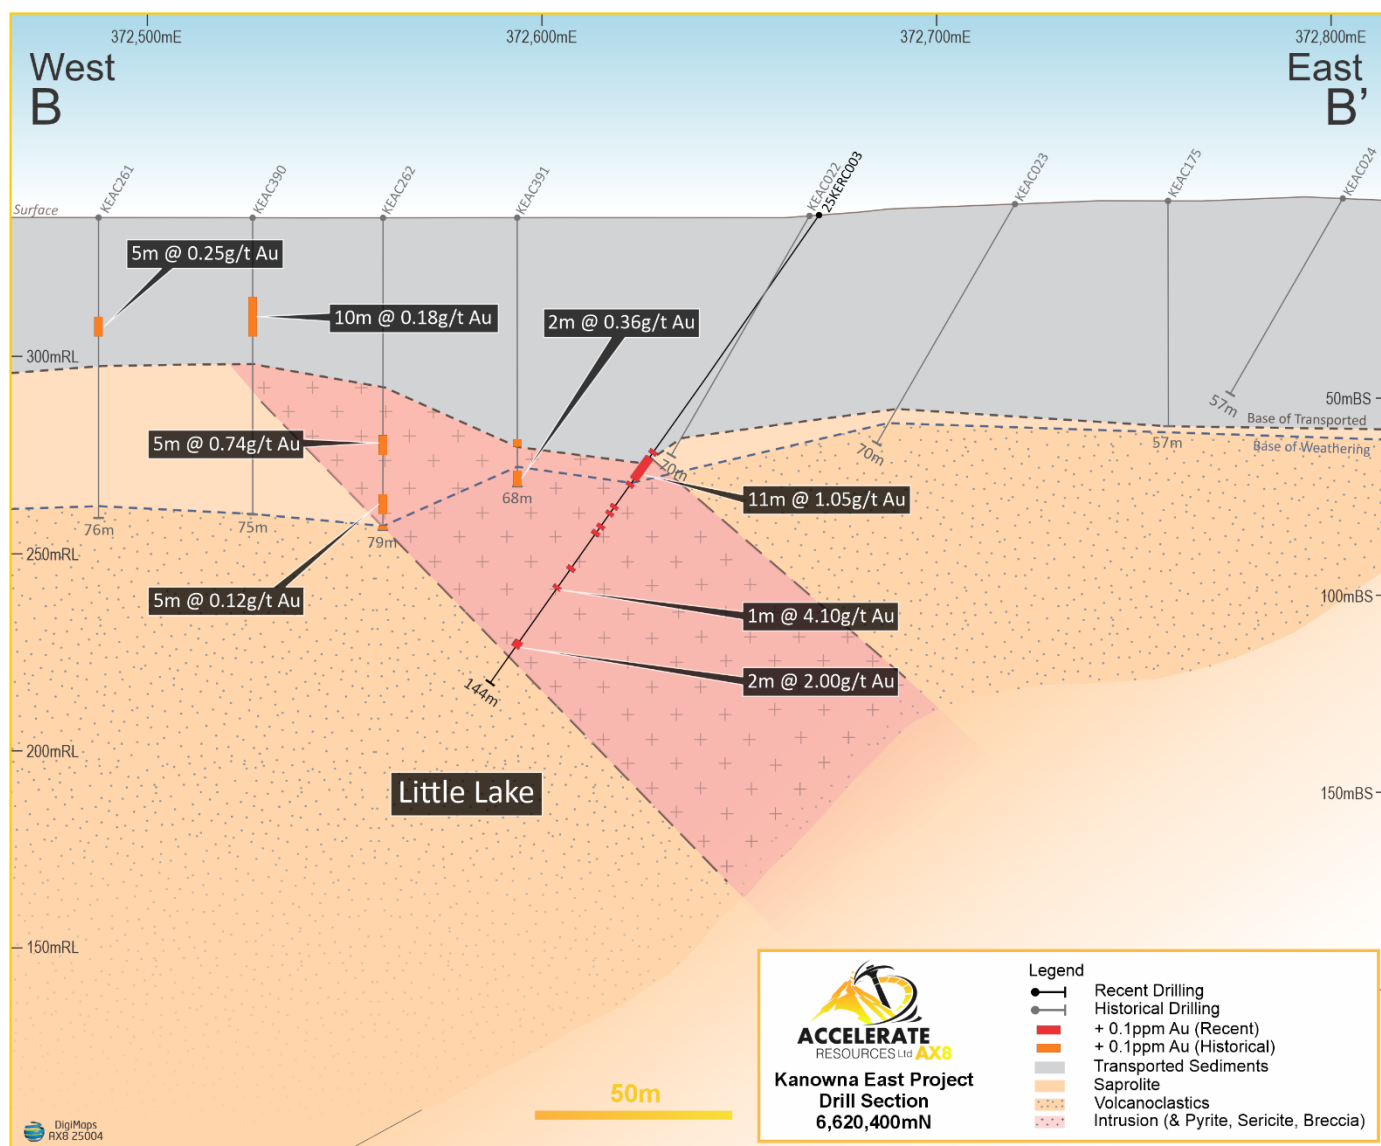 372,500mE
372,600mE
372,700mE
372,800mE
West
B
East
B’
KEAC261
KEAC390
KEAC262
KEAC391
KEAC022
25KERC003
KEAC023
KEAC175
KEAC024
Surface
5m @ 0.25g/t Au
10m @ 0.18g/t Au
2m @ 0.36g/t Au
300mRL
50mBS
57m
Base of Transported
5m @ 0.74g/t Au
70m
70m
57m
Base of Weathering
68m
11m @ 1.05g/t Au
76m
75m
79m
250mRL
5m @ 0.12g/t Au
100mBS
1m @ 4.10g/t Au
2m @ 2.00g/t Au
144m
200mRL
Little Lake
150mBS
150mRL
50m
ACCELERATE
RESOURCES Ltd AX8
Kanowna East Project
Drill Section
6,620,400mN
Legend
Recent Drilling
Historical Drilling
+ 0.1ppm Au (Recent)
+ 0.1ppm Au (Historical)
Transported Sediments
Saprolite
Volcanoclastics
Intrusion (& Pyrite, Sericite, Breccia)
DigiMaps
AX8 25004